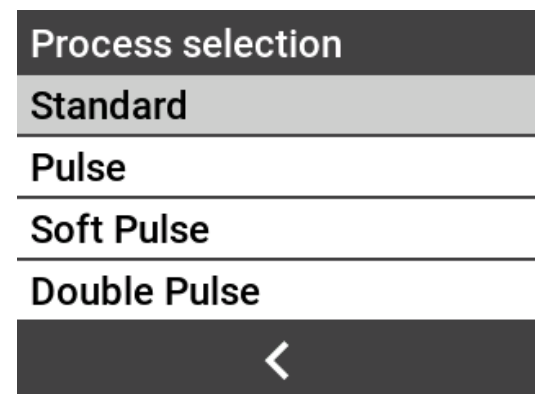 Process selection
Standard
Pulse
Soft Pulse
Double Pulse